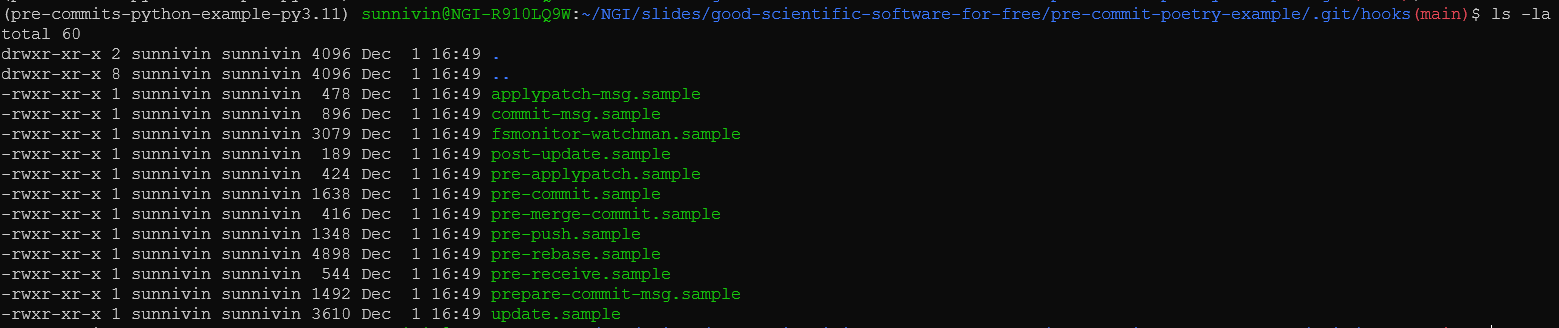 (pre-commits-python-example-py3.11) sunnivin@NGI-R910LQ9W:~/NGI/slides/good-scientific-software-for-free/pre-commit-poetry-example/.git/hooks(main)$ ls -la
total 60
drwxr-xr-x 2 sunnivin sunnivin 4096 Dec  1 16:49 .
drwxr-xr-x 8 sunnivin sunnivin 4096 Dec  1 16:49 ..
-rwxr-xr-x 1 sunnivin sunnivin  478 Dec  1 16:49 applypatch-msg.sample
-rwxr-xr-x 1 sunnivin sunnivin  896 Dec  1 16:49 commit-msg.sample
-rwxr-xr-x 1 sunnivin sunnivin 3079 Dec  1 16:49 fsmonitor-watchman.sample
-rwxr-xr-x 1 sunnivin sunnivin  189 Dec  1 16:49 post-update.sample
-rwxr-xr-x 1 sunnivin sunnivin  424 Dec  1 16:49 pre-applypatch.sample
-rwxr-xr-x 1 sunnivin sunnivin 1638 Dec  1 16:49 pre-commit.sample
-rwxr-xr-x 1 sunnivin sunnivin  416 Dec  1 16:49 pre-merge-commit.sample
-rwxr-xr-x 1 sunnivin sunnivin 1348 Dec  1 16:49 pre-push.sample
-rwxr-xr-x 1 sunnivin sunnivin 4898 Dec  1 16:49 pre-rebase.sample
-rwxr-xr-x 1 sunnivin sunnivin  544 Dec  1 16:49 pre-receive.sample
-rwxr-xr-x 1 sunnivin sunnivin 1492 Dec  1 16:49 prepare-commit-msg.sample
-rwxr-xr-x 1 sunnivin sunnivin 3610 Dec  1 16:49 update.sample